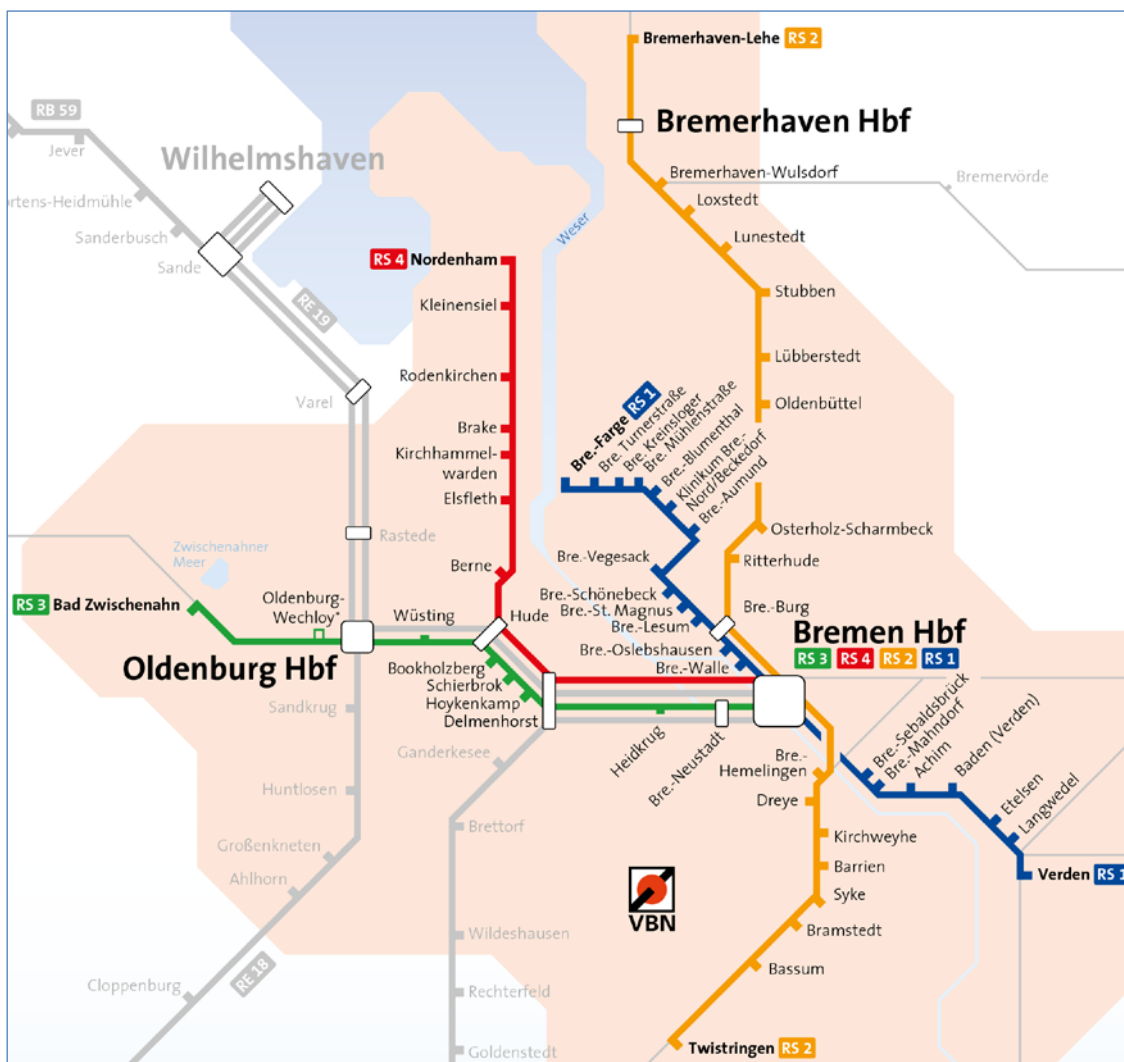 Bremerhaven-Lehe RS 2
Bremerhaven Hbf
RB 59
Jever
Wilhelmshaven
ortens-Heidmühle
Sanderbusch
Sande
RE 19
Varel
Rastede
Zwischenahner
Meer
Weser
Bremerhaven-Wulsdorf
Bremervörde
Loxstedt
Lunestedt
Stubben
Lübberstedt
Oldenbüttel
RS 4 Nordenham
Kleinensiel
Rodenkirchen
Brake
Kirchhammel-
warden
Elsfleth
Berne
Hude
Bre.-Farge RS 1
Bre. Turnerstraße
Bre. Kreinsloger
Bre. Mühlenstraße
Bre.-Blumenthal
Klinikum Bre.-
Nord/Beckedorf
Bre.-Aumund
Osterholz-Scharmbeck
Ritterhude
Bre.-Vegesack
Bre.-Schönebeck
Bre.-St. Magnus
Bre.-Lesum
Bre.-Burg
Bre.-Oslebshausen
Bre.-Walle
Bremen Hbf
RS 3 RS 4 RS 2 RS 1
RS 3 Bad Zwischenahn
Oldenburg-
Wechloy*
Wüsting
Oldenburg Hbf
Bookholzberg
Schierbrok
Hoykenkamp
Delmenhorst
Heidkrug
Bre.-Neustadt
Sandkrug
Huntlosen
Großenkneten
Ahlhorn
Cloppenburg
RE 18
Ganderkesee
Brettorf
Wildeshausen
Rechterfeld
Goldenstedt
Bre.-
Hemelingen
Dreye
Kirchweyhe
Barrien
Syke
Bramstedt
Bassum
Twistringen RS 2
Bre.-Sebaldsbrück
Bre.-Mahndorf
Achim
Baden (Verden)
Etelsen
Langwedel
Verden RS 1
VBN